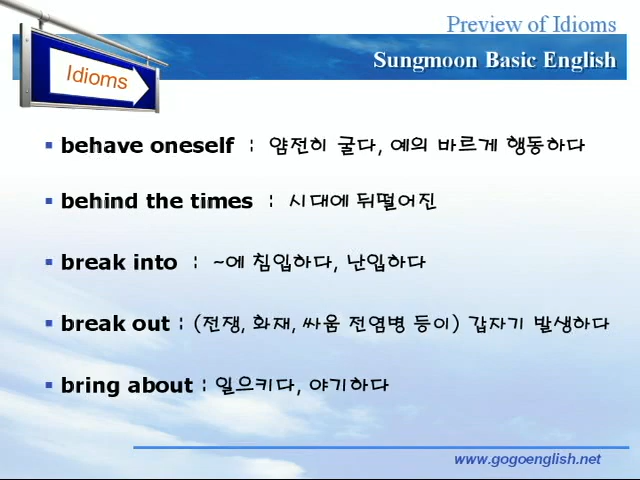 Preview of Idioms
Sungmoon Basic English
Idioms
behave oneself : 얌전히 굴다, 예의 바르게 행동하다
behind the times : 시대에 뒤떨어진
break into : ~에 침입하다, 난입하다
break out : (전쟁, 화재, 싸움 전염병 등이) 갑자기 발생하다
bring about : 일으키다, 야기하다
www.gogoenglish.net